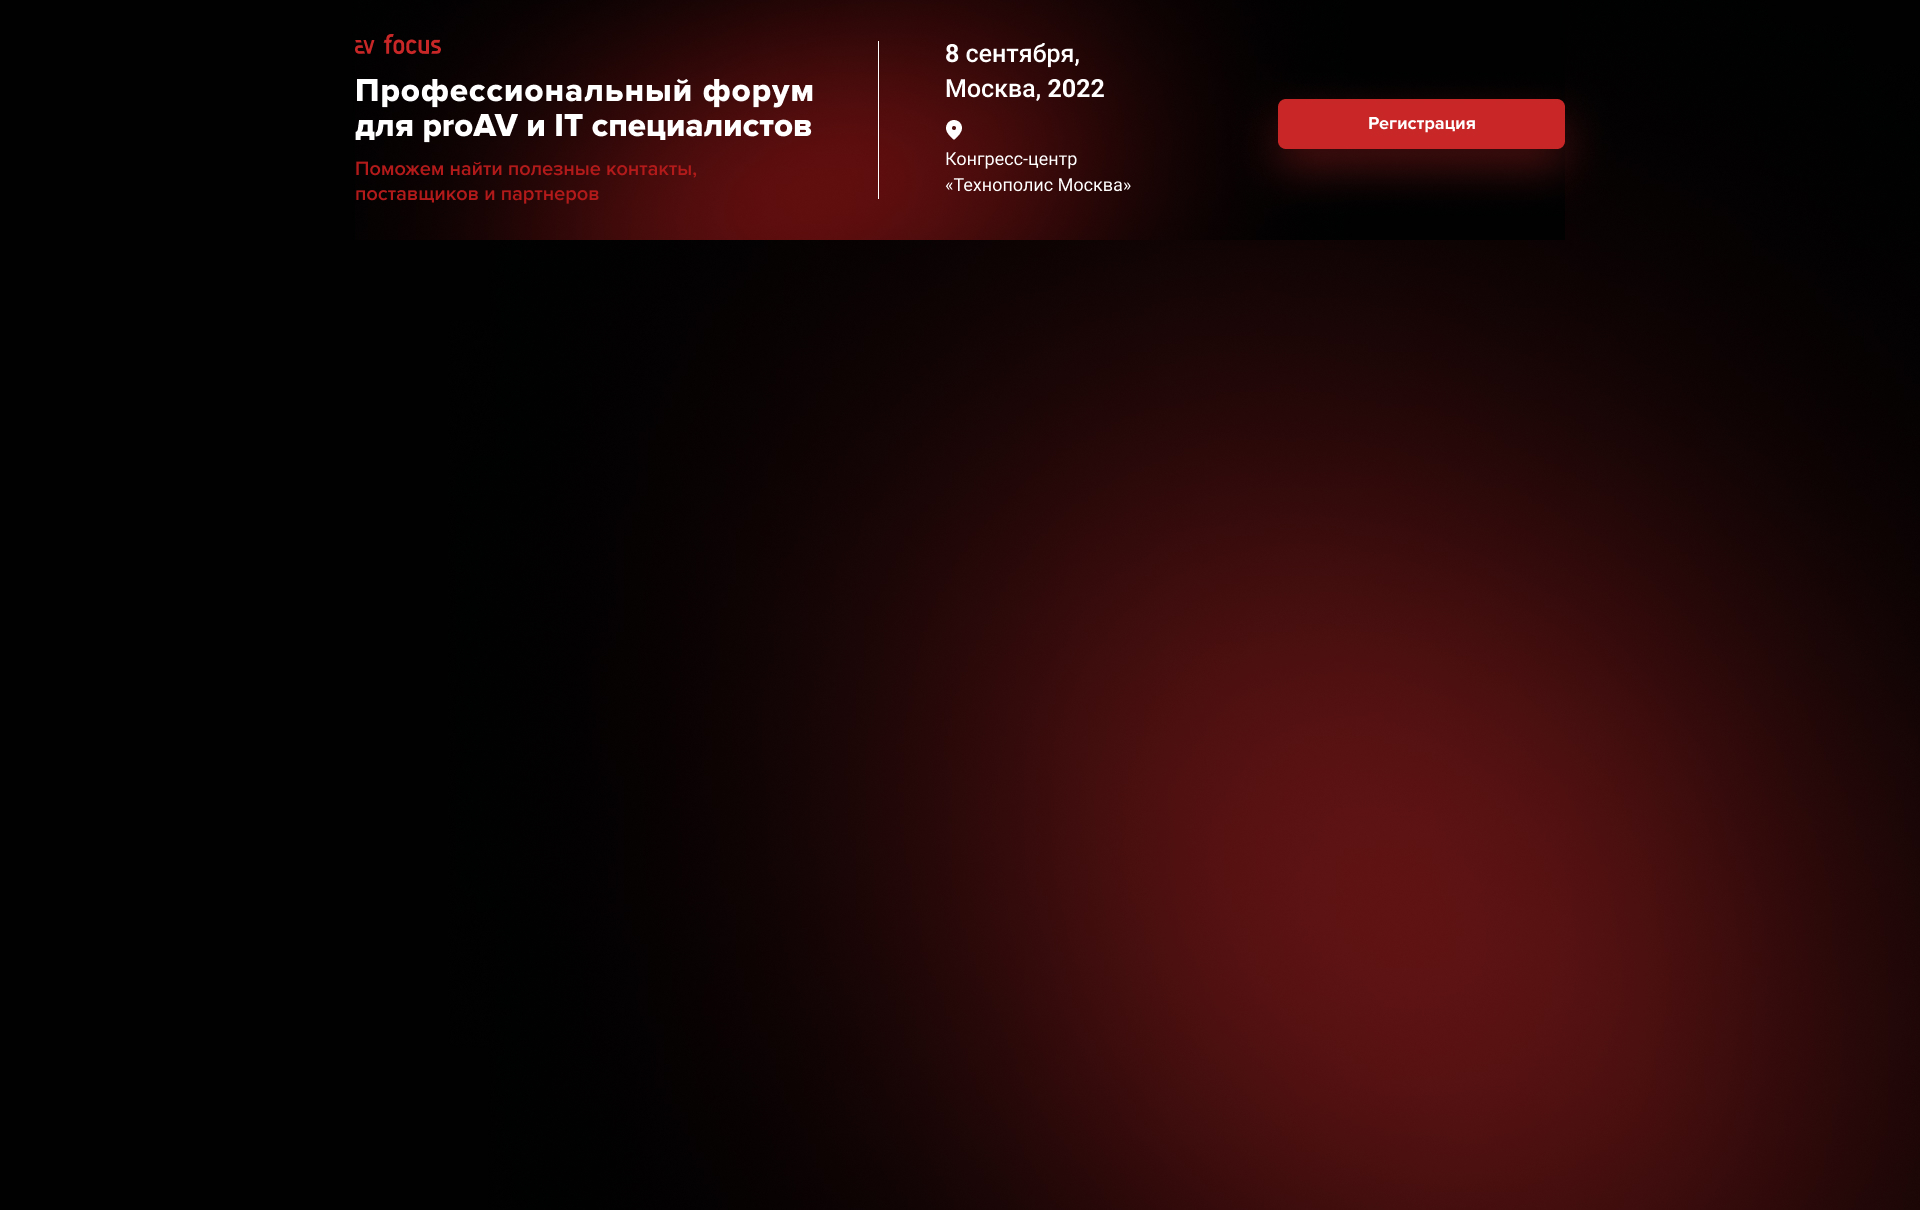 av focus
Профессиональный форум
для proAV и IT специалистов
Поможем найти полезные контакты,
поставщиков и партнеров
8 сентября,
Москва, 2022
Конгресс-центр
«Технополис Москва»
Регистрация